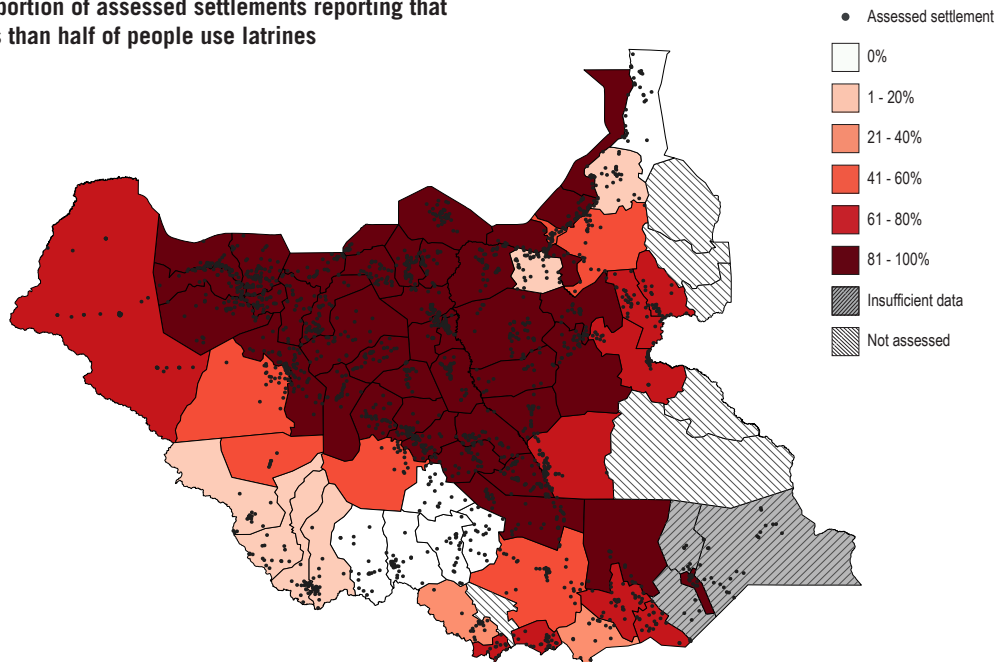 portion of assessed settlements reporting that
than half of people use latrines
Assessed settlement
0%
1 - 20%
21 - 40%
41 - 60%
61 - 80%
81 - 100%
Insufficient data
Not assessed